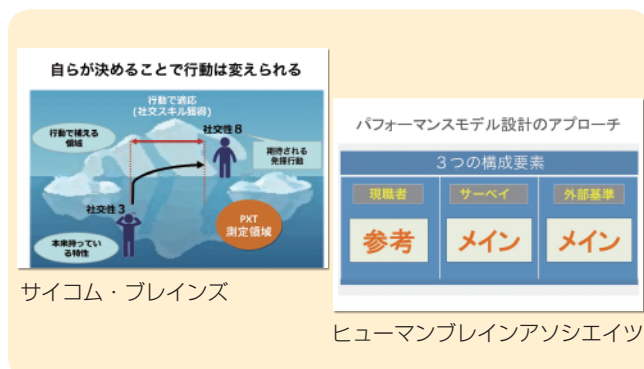 自らが決めることで行動は変えられる
行動で適応
(社交スキル獲得)
行動で補える
領域
社交性8
期待される
発揮行動
社交性3
PXT
測定領域
本来持ってい
る特性
サイコム・ブレインズ
パフォーマンスモデル設計のアプローチ
3つの構成要素
現職者
サーベイ
外部基準
参考
メイン
メイン
ヒューマンブレインアソシエイツ